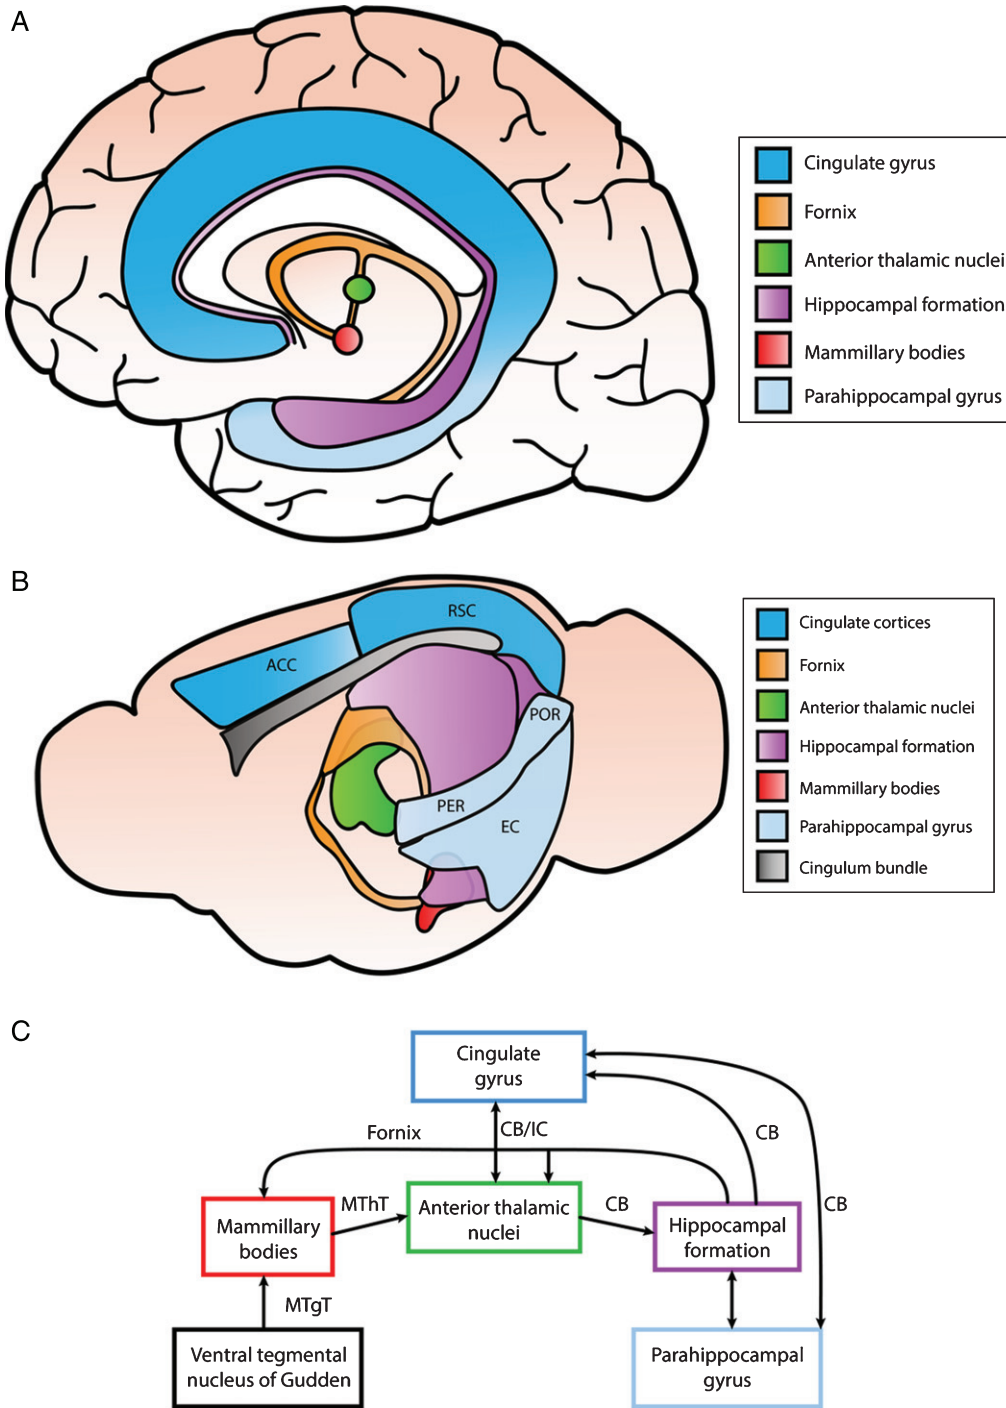 A
Cingulate gyrus
Fornix
Anterior thalamic nuclei
Hippocampal formation
Mammillary bodies
Parahippocampal gyrus
B
RSC
ACC
POR
PER
EC
Cingulate cortices
Fornix
Anterior thalamic nuclei
Hippocampal formation
Mammillary bodies
Parahippocampal gyrus
Cingulum bundle
C
Cingulate
gyrus
Fornix
CB/IC
CB
MThT
Anterior thalamic
nuclei
CB
CB
Mammillary
bodies
Hippocampal
formation
MTgT
Ventral tegmental
nucleus of Gudden
Parahippocampal
gyrus